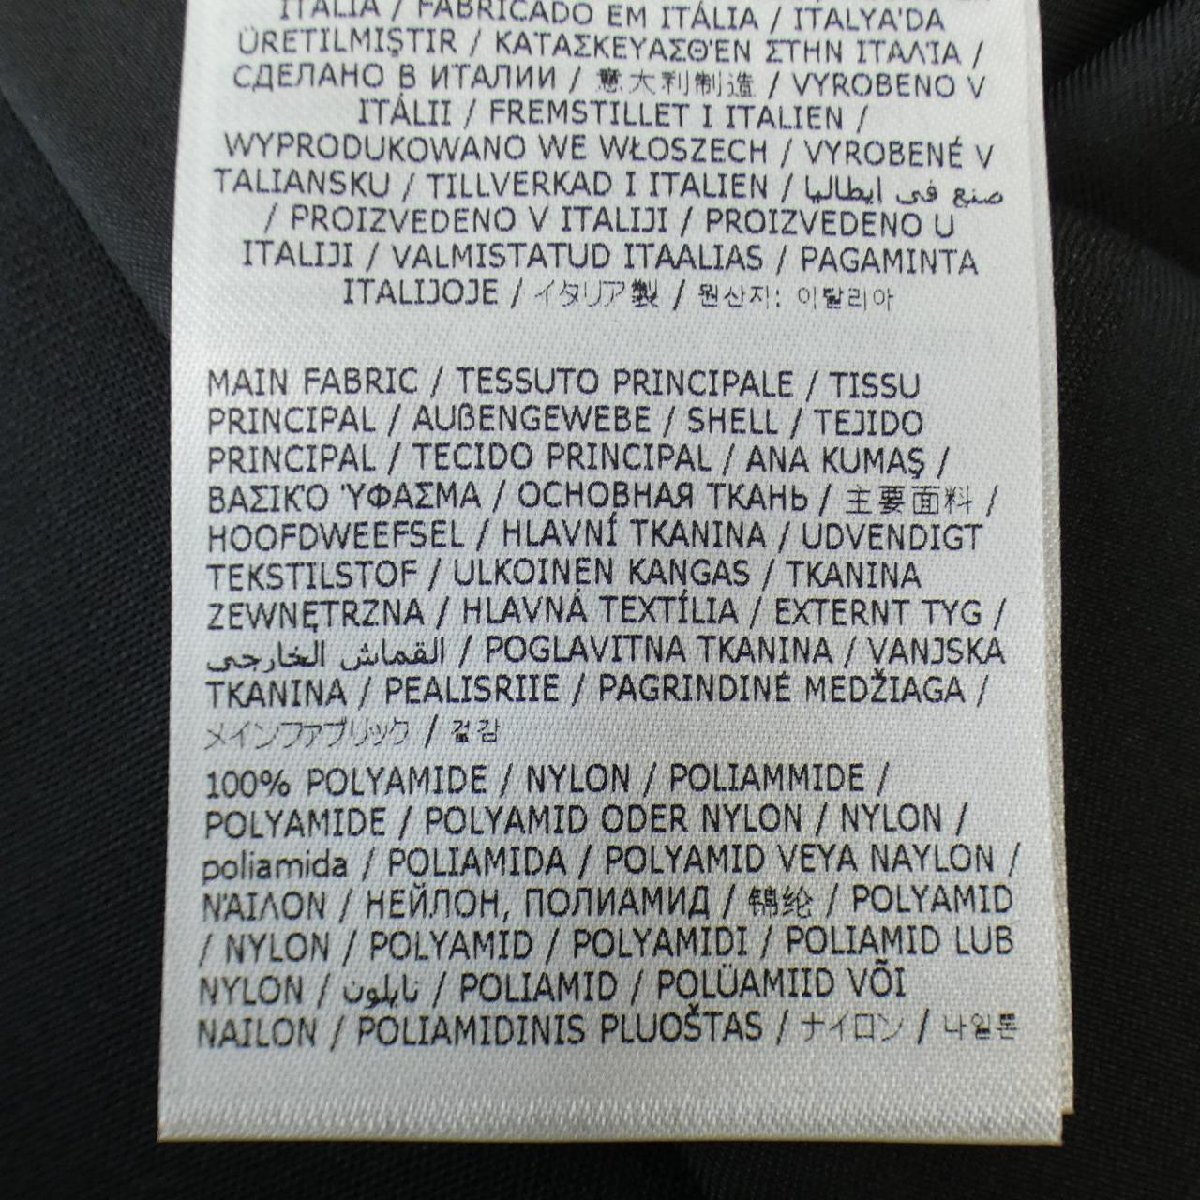 ITALIA / FABRICADO EM ITÁLIA / ITALYA'DA
ÜRETILMIŞTIR / ΚΑΤΑΣΚΕΥΑΣΘΈΝ ΣΤΗΝ ΙΤΑΛΊΑ /
СДЕЛАНО В ИТАЛИИ / 意大利制造 / VYROBENO V
ITÁLII / FREMSTILLET I ITALIEN /
WYPRODUKOWANO WE WŁOSZECH / VYROBENÉ V
TALIANSKU / TILLVERKAD I ITALIEN / صنع في ايطاليا
/ PROIZVEDENO V ITALIJI / PROIZVEDENO U
ITALIJI / VALMISTATUD ITAALIAS / PAGAMINTA
ITALIJOJE / イタリア製 / 원산지: 이탈리아
MAIN FABRIC / TESSUTO PRINCIPALE / TISSU
PRINCIPAL / AUßENGEWEBE / SHELL / TEJIDO
PRINCIPAL / TECIDO PRINCIPAL / ANA KUMAŞ /
ΒΑΣΙΚΌ ΎΦΑΣΜΑ / ОСНОВНАЯ ТКАНЬ / 主要面料 /
HOOFDWEEFSEL / HLAVNÍ TKANINA / UDVENDIGT
TEKSTILSTOF / ULKOINEN KANGAS / TKANINA
ZEWNĘTRZNA / HLAVNÁ TEXTÍLIA / EXTERNT TYG /
القماش الخارجي / POGLAVITNA TKANINA / VANJSKA
TKANINA / PEALISRIIE / PAGRINDINĖ MEDŽIAGA /
メインファブリック / 겉감
100% POLYAMIDE / NYLON / POLIAMMIDE /
POLYAMIDE / POLYAMID ODER NYLON / NYLON /
poliamida / POLIAMIDA / POLYAMID VEYA NAYLON /
ΝΆΙΛΟΝ / НЕЙЛОН, ПОЛИАМИД / 锦纶 / POLYAMID
/ NYLON / POLYAMID / POLYAMIDI / POLIAMID LUB
NYLON / نايلون / POLIAMID / POLÜAMIID VÕI
NAILON / POLIAMIDINIS PLUOŠTAS / ナイロン / 나일론